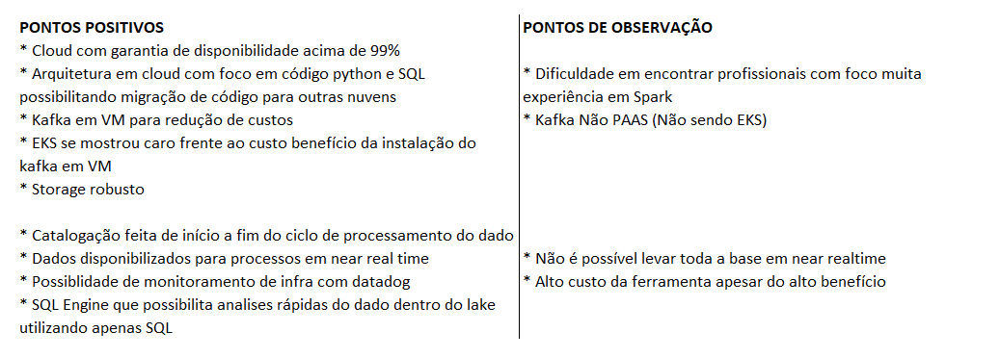 PONTOS POSITIVOS
* Cloud com garantia de disponibilidade acima de 99%
* Arquitetura em cloud com foco em código python e SQL
possibilitando migração de código para outras nuvens
* Kafka em VM para redução de custos
* EKS se mostrou caro frente ao custo benefício da instalação do
kafka em VM
* Storage robusto
* Catalogação feita de início a fim do ciclo de processamento do dado
* Dados disponibilizados para processos em near real time
* Possiblidade de monitoramento de infra com datadog
* SQL Engine que possibilita analises rápidas do dado dentro do lake
utilizando apenas SQL
PONTOS DE OBSERVAÇÃO
* Dificuldade em encontrar profissionais com foco muita
experiência em Spark
* Kafka Não PAAS (Não sendo EKS)
* Não é possível levar toda a base em near realtime
* Alto custo da ferramenta apesar do alto benefício